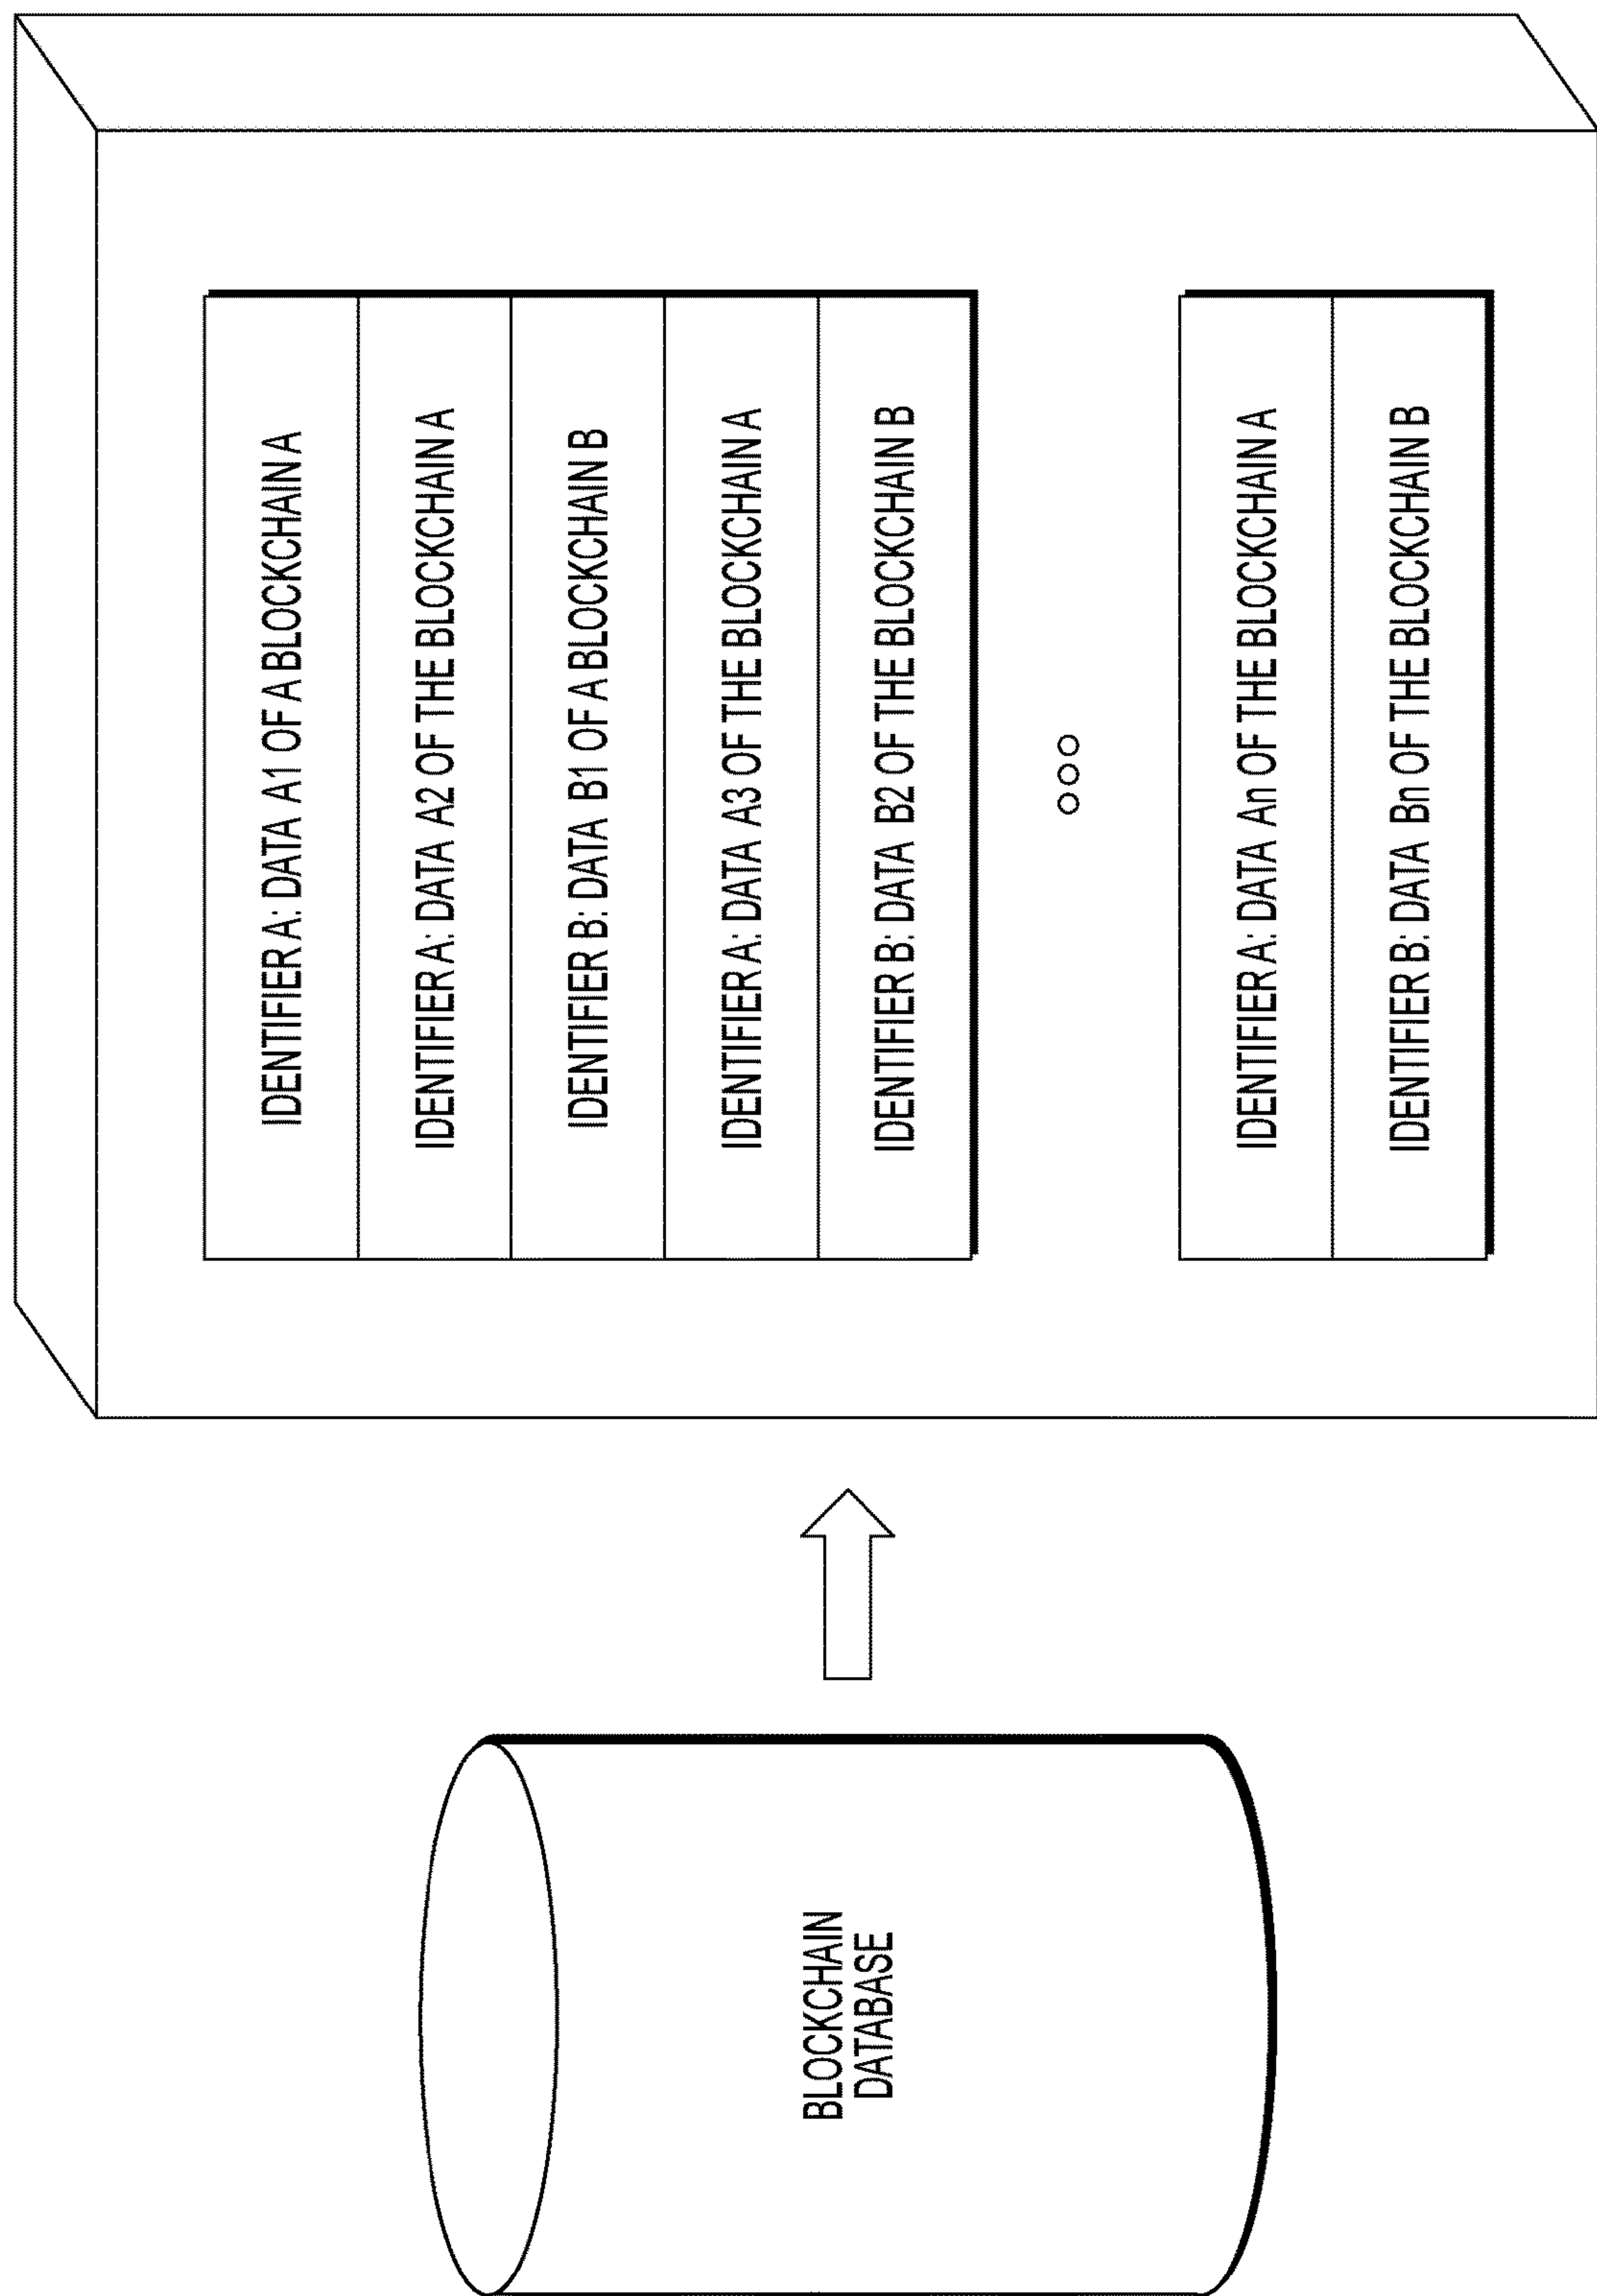 BLOCKCHAIN
DATABASE
IDENTIFIER A: DATA A1 OF A BLOCKCHAIN A
IDENTIFIER A: DATA A2 OF THE BLOCKCHAIN A
IDENTIFIER B: DATA B1 OF A BLOCKCHAIN B
IDENTIFIER A: DATA A3 OF THE BLOCKCHAIN A
IDENTIFIER B: DATA B2 OF THE BLOCKCHAIN B
IDENTIFIER A: DATA An OF THE BLOCKCHAIN A
IDENTIFIER B: DATA Bn OF THE BLOCKCHAIN B